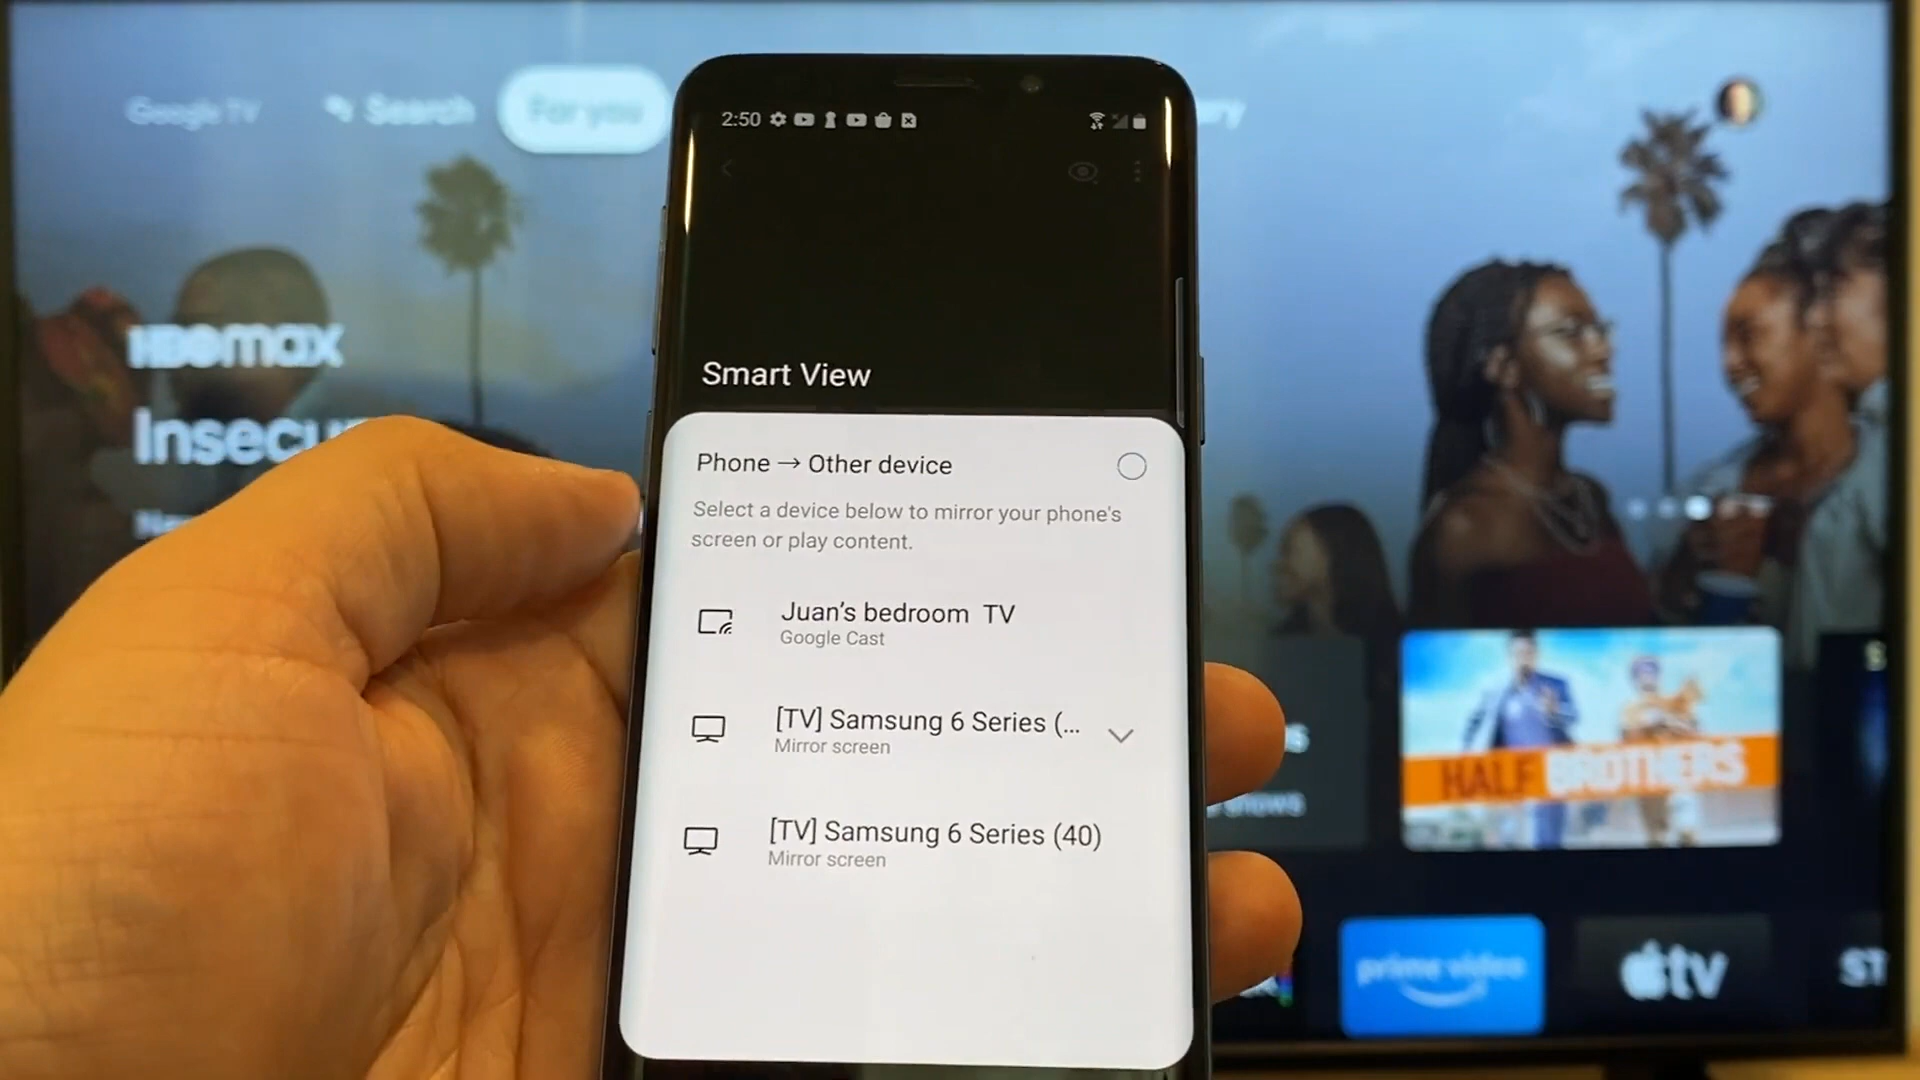 Google TV
Search
For you
2:50
HBOmax
Insecu
Smart View
Phone → Other device
Select a device below to mirror your phone's
screen or play content.
Juan's bedroom TV
Google Cast
[TV] Samsung 6 Series (...
Mirror screen
[TV] Samsung 6 Series (40)
Mirror screen
HALF BROTHERS
prime video
tv
ST